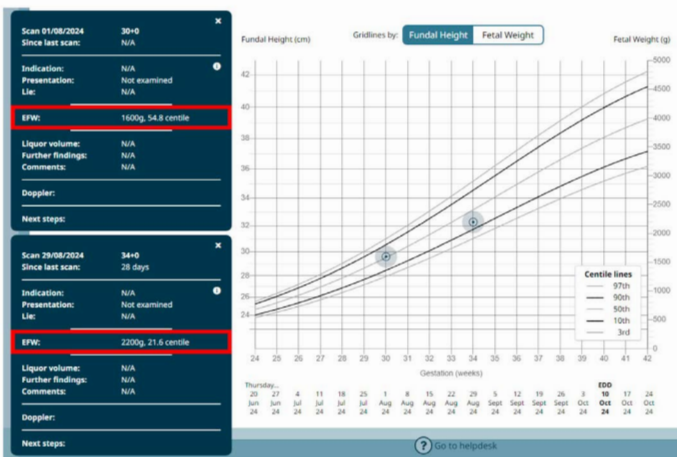 ×
Scan 01/08/2024 30+0
Since last scan: N/A
Indication: N/A
Presentation: Not examined
Lie: N/A
EFW: 1600g, 54.8 centile
Liquor volume: N/A
Further findings: N/A
Comments: N/A
Doppler:
Next steps:
×
Scan 29/08/2024 34+0
Since last scan: 28 days
Indication: N/A
Presentation: Not examined
Lie: N/A
EFW: 2200g, 21.6 centile
Liquor volume: N/A
Further findings: N/A
Comments: N/A
Doppler:
Next steps:
Fundal Height (cm) Gridlines by: Fundal Height Fetal Weight Fetal Weight (g)
42
40
38
36
34
32
30
28
26
24
5000
4500
4000
3500
3000
2500
2000
1500
1000
500
0
Centile lines
97th
90th
50th
10th
3rd
24 25 26 27 28 29 30 31 32 33 34 35 36 37 38 39 40 41 42
Gestation (weeks)
Thursday... EDD
20 27 4 11 18 25 1 8 15 22 29 5 12 19 26 3 10 17 24
Jun Jun Jul Jul Jul Jul Aug Aug Aug Aug Aug Sept Sept Sept Sept Oct Oct Oct Oct
24 24 24 24 24 24 24 24 24 24 24 24 24 24 24 24 24 24 24
? Go to helpdesk